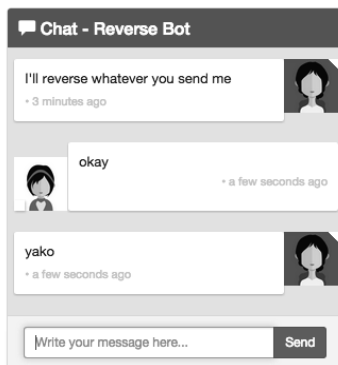 Chat - Reverse Bot
I'll reverse whatever you send me
• 3 minutes ago
okay
• a few seconds ago
yako
• a few seconds ago
Write your message here...
Send